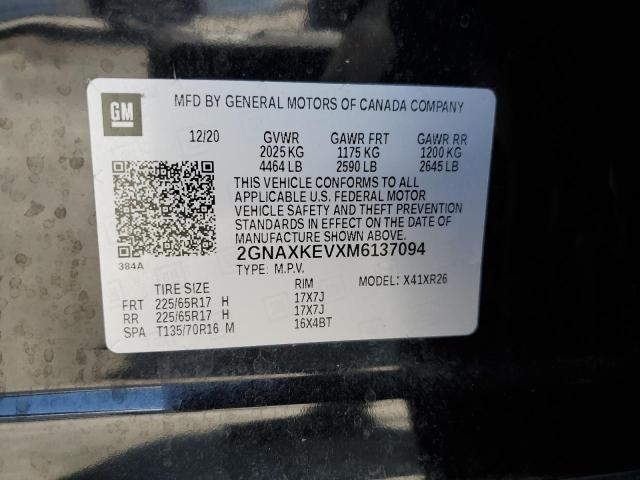 GM
MFD BY GENERAL MOTORS OF CANADA COMPANY
12/20 GVWR GAWR FRT GAWR RR
2025 KG 1175 KG 1200 KG
4464 LB 2590 LB 2645 LB
THIS VEHICLE CONFORMS TO ALL
APPLICABLE U.S. FEDERAL MOTOR
VEHICLE SAFETY AND THEFT PREVENTION
STANDARDS IN EFFECT ON THE DATE OF
MANUFACTURE SHOWN ABOVE.
384A
2GNAXKEVXM6137094
TYPE: M.P.V. MODEL: X41XR26
TIRE SIZE RIM
FRT 225/65R17 H 17X7J
RR 225/65R17 H 17X7J
SPA T135/70R16 M 16X4BT